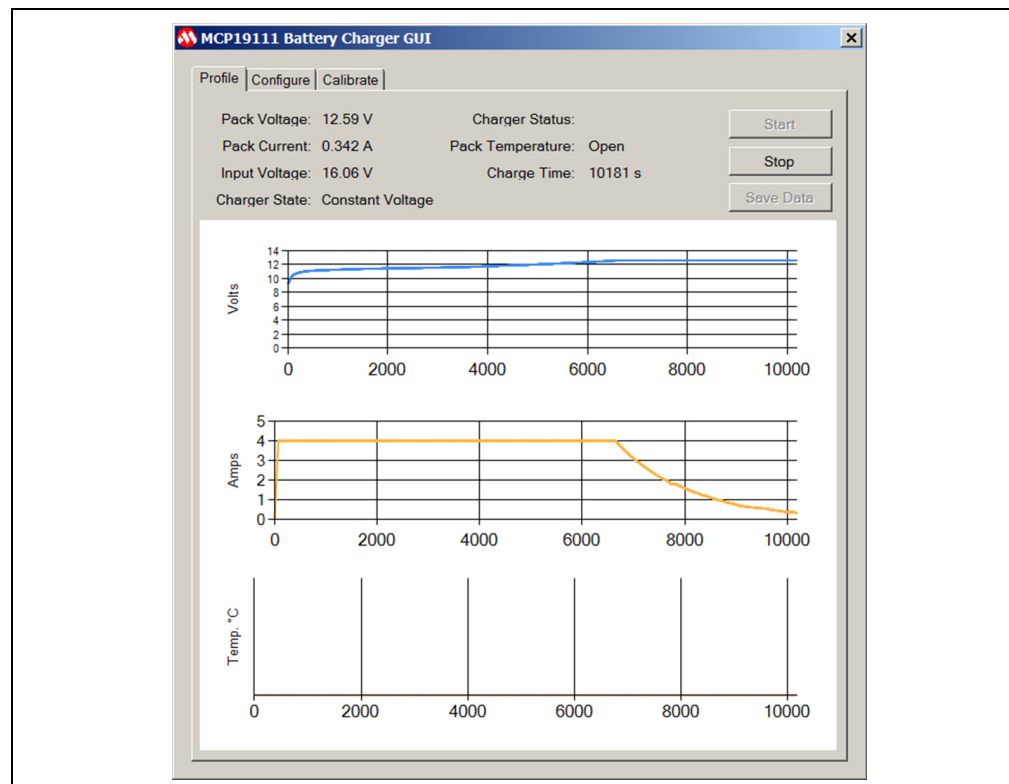 MCP19111 Battery Charger GUI
Profile Configure Calibrate
Pack Voltage: 12.59 V Charger Status: Start
Pack Current: 0.342 A Pack Temperature: Open
Stop
Input Voltage: 16.06 V Charge Time: 10181 s
Charger State: Constant Voltage Save Data
Volts
14
12
10
8
6
4
2
0
0 2000 4000 6000 8000 10000
Amps
5
4
3
2
1
0
0 2000 4000 6000 8000 10000
Temp. °C
0 2000 4000 6000 8000 10000